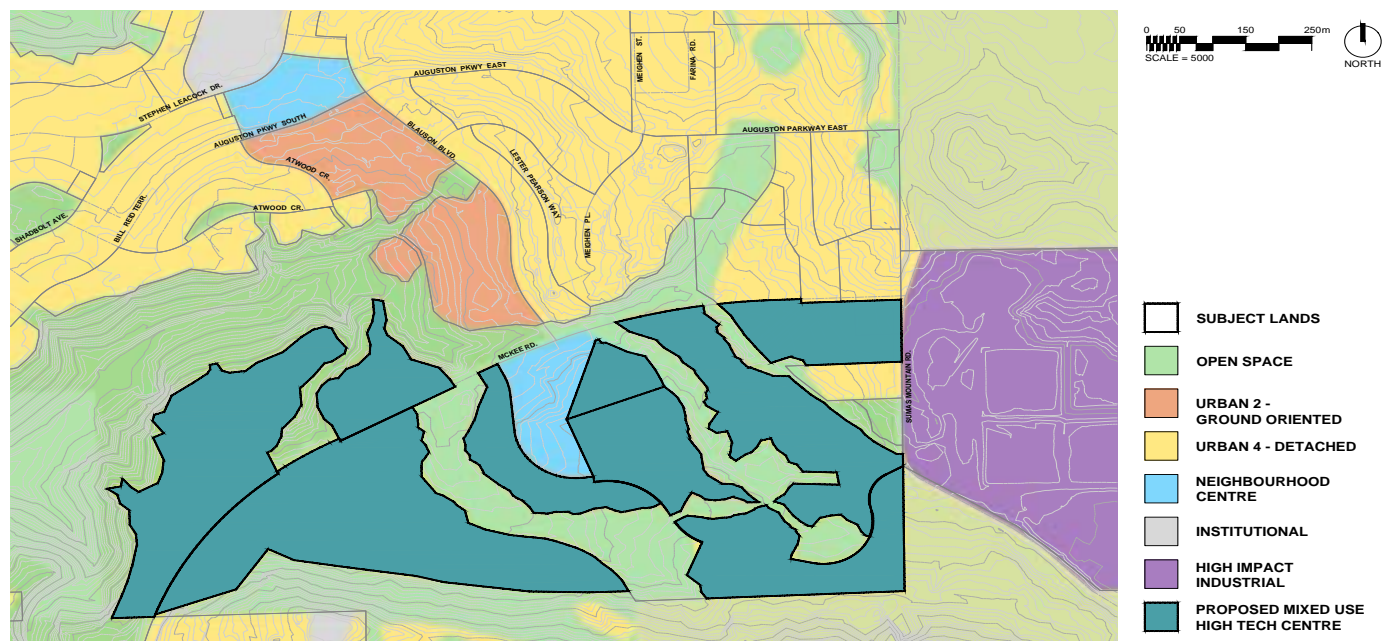 0 50 150 250m
SCALE = 5000
NORTH
STEPHEN LEACOCK DR.
AUGUSTON PKWY EAST
MEIGHEN ST.
FARINA RD.
AUGUSTON PKWY SOUTH
BLAUSON BLVD.
AUGUSTON PARKWAY EAST
ATWOOD CR.
LESTER PEARSON WAY
SHADBOLT AVE.
BILL REID TERR.
ATWOOD CR.
MEIGHEN PL.
MCKEE RD.
SUMAS MOUNTAIN RD.
SUBJECT LANDS
OPEN SPACE
URBAN 2 -
GROUND ORIENTED
URBAN 4 - DETACHED
NEIGHBOURHOOD
CENTRE
INSTITUTIONAL
HIGH IMPACT
INDUSTRIAL
PROPOSED MIXED USE
HIGH TECH CENTRE